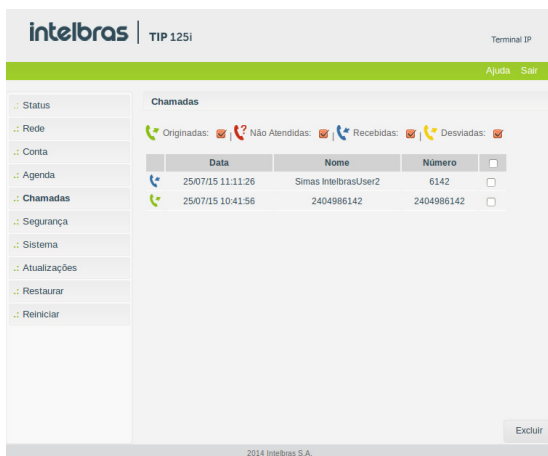 intelbras TIP 125i
Terminal IP
Ajuda Sair
.: Status
.: Rede
.: Conta
.: Agenda
.: Chamadas
.: Segurança
.: Sistema
.: Atualizações
.: Restaurar
.: Reiniciar
Chamadas
Originadas: | Não Atendidas: | Recebidas: | Desviadas:
Data Nome Número
25/07/15 11:11:26 Simas IntelbrasUser2 6142
25/07/15 10:41:56 2404986142 2404986142
Excluir
2014 Intelbras S.A.